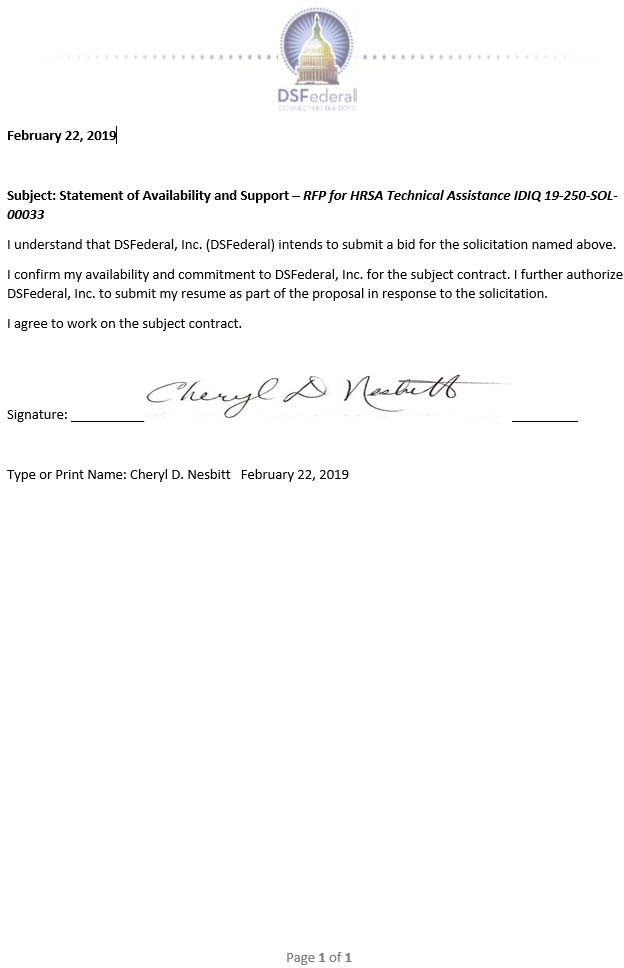 DSFederal
CONNECTING THE DOTS
February 22, 2019
Subject: Statement of Availability and Support – RFP for HRSA Technical Assistance IDIQ 19-250-SOL-
00033
I understand that DSFederal, Inc. (DSFederal) intends to submit a bid for the solicitation named above.
I confirm my availability and commitment to DSFederal, Inc. for the subject contract. I further authorize
DSFederal, Inc. to submit my resume as part of the proposal in response to the solicitation.
I agree to work on the subject contract.
Cheryl D Nesbitt
Signature: __________ _________
Type or Print Name: Cheryl D. Nesbitt February 22, 2019
Page 1 of 1